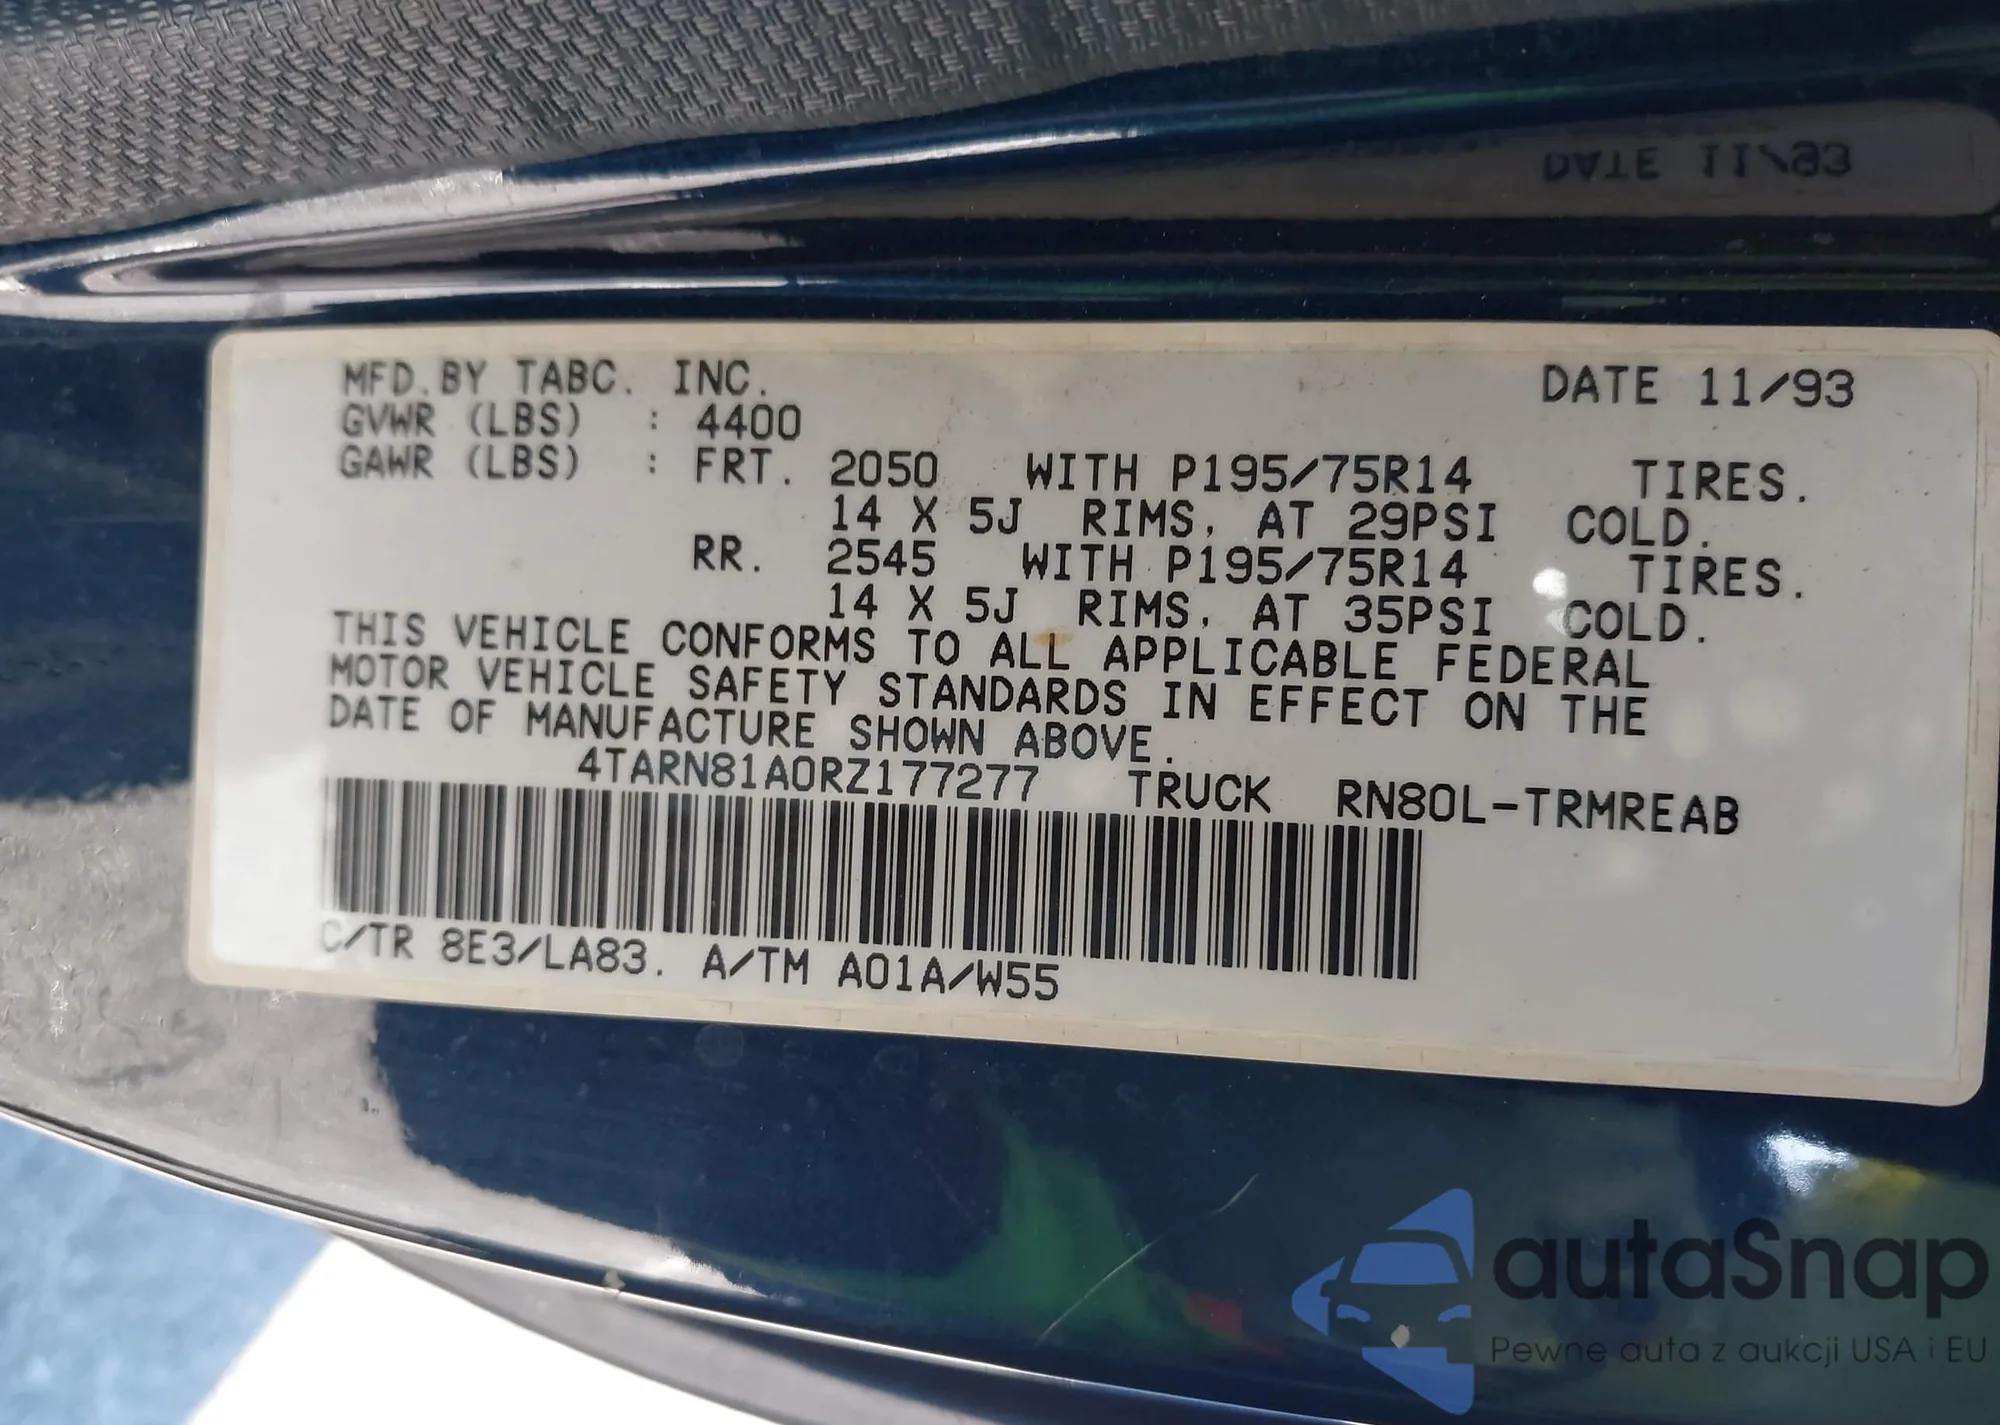 DATE 11/93
MFD.BY TABC. INC. DATE 11/93
GVWR (LBS) : 4400
GAWR (LBS) : FRT. 2050 WITH P195/75R14 TIRES.
14 X 5J RIMS, AT 29PSI COLD.
RR. 2545 WITH P195/75R14 TIRES.
14 X 5J RIMS, AT 35PSI COLD.
THIS VEHICLE CONFORMS TO ALL APPLICABLE FEDERAL
MOTOR VEHICLE SAFETY STANDARDS IN EFFECT ON THE
DATE OF MANUFACTURE SHOWN ABOVE.
4TARN81A0RZ177277 TRUCK RN80L-TRMREAB
C/TR 8E3/LA83. A/TM A01A/W55
autaSnap
Pewne auta z aukcji USA i EU